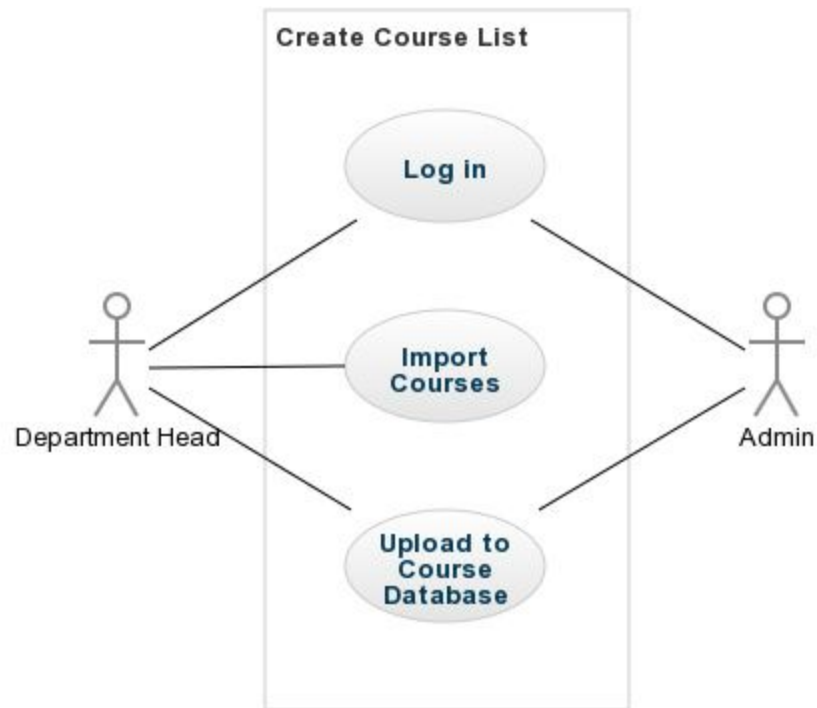 Create Course List
Log in
Import
Courses
Department Head
Admin
Upload to
Course
Database